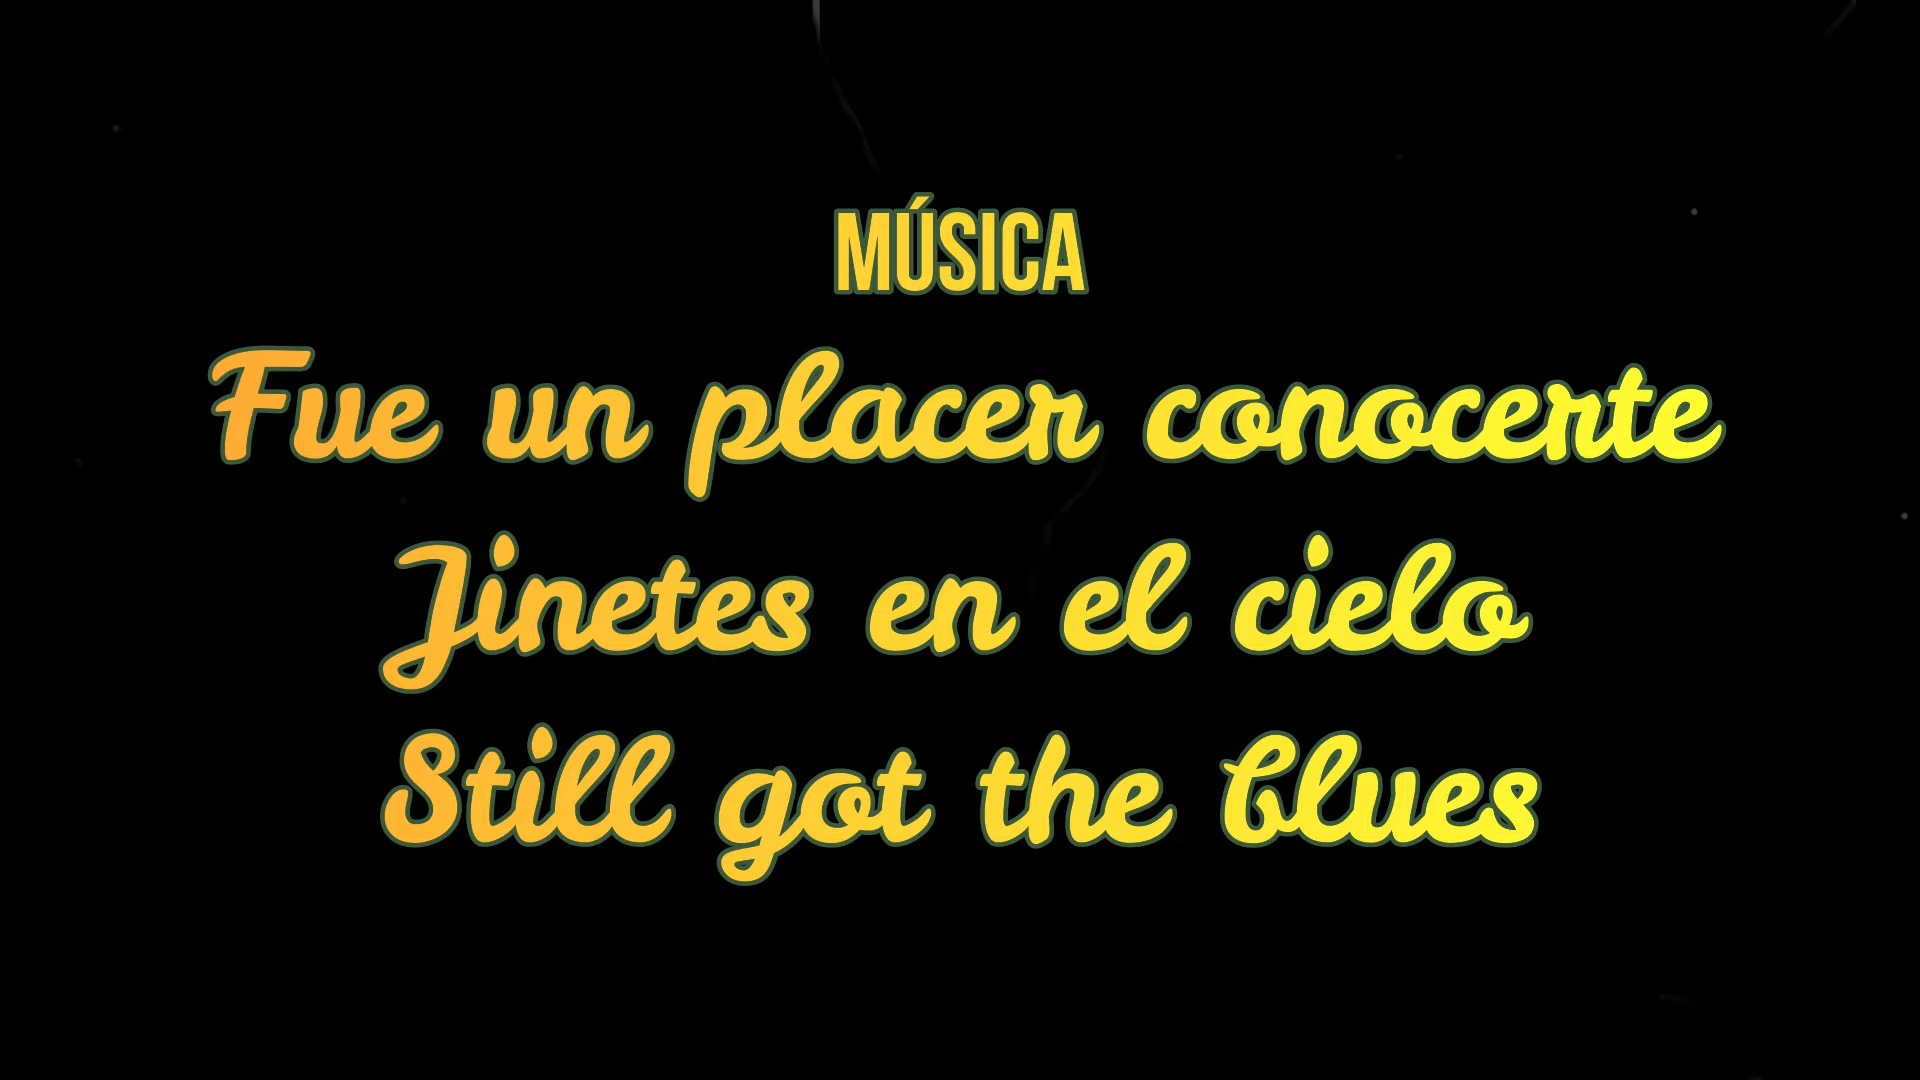 MÚSICA
Fue un placer conocerte
Jinetes en el cielo
Still got the blues